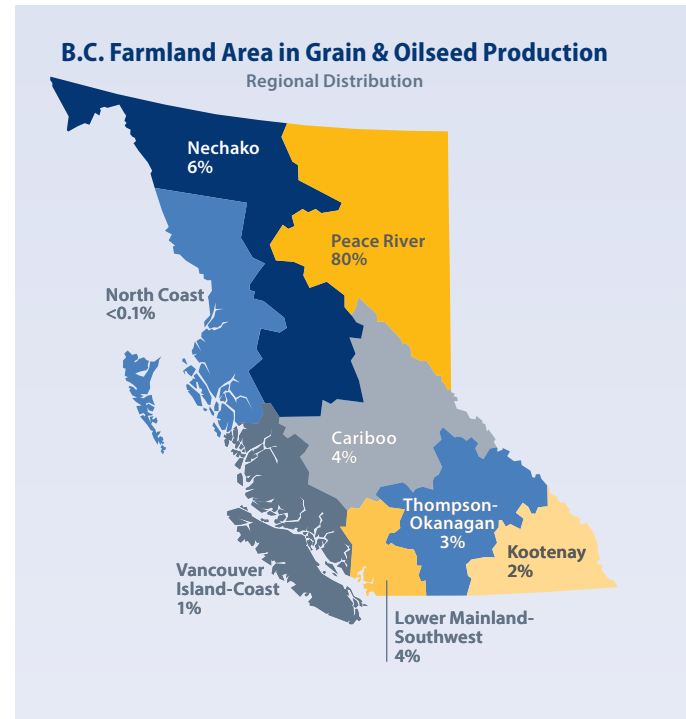 B.C. Farmland Area in Grain & Oilseed Production
Regional Distribution
Nechako
6%
Peace River
80%
North Coast
<0.1%
Cariboo
4%
Thompson-
Okanagan
3%
Kootenay
2%
Vancouver
Island-Coast
1%
Lower Mainland-
Southwest
4%